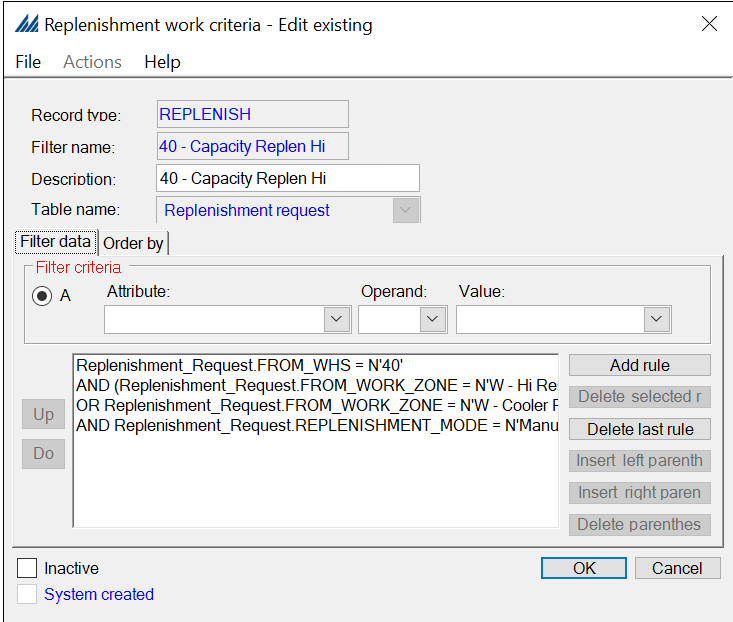 Replenishment work criteria - Edit existing
File Actions Help
Record type: REPLENISH
Filter name: 40 - Capacity Replen Hi
Description: 40 - Capacity Replen Hi
Table name: Replenishment request
Filter data Order by
Filter criteria
A Attribute: Operand: Value:
Replenishment_Request.FROM_WHS = N'40'
AND (Replenishment_Request.FROM_WORK_ZONE = N'W - Hi Re
OR Replenishment_Request.FROM_WORK_ZONE = N'W - Cooler
AND Replenishment_Request.REPLENISHMENT_MODE = N'Manu
Up
Do
Add rule
Delete selected r
Delete last rule
Insert left parenth
Insert right paren
Delete parenthes
Inactive
System created
OK Cancel